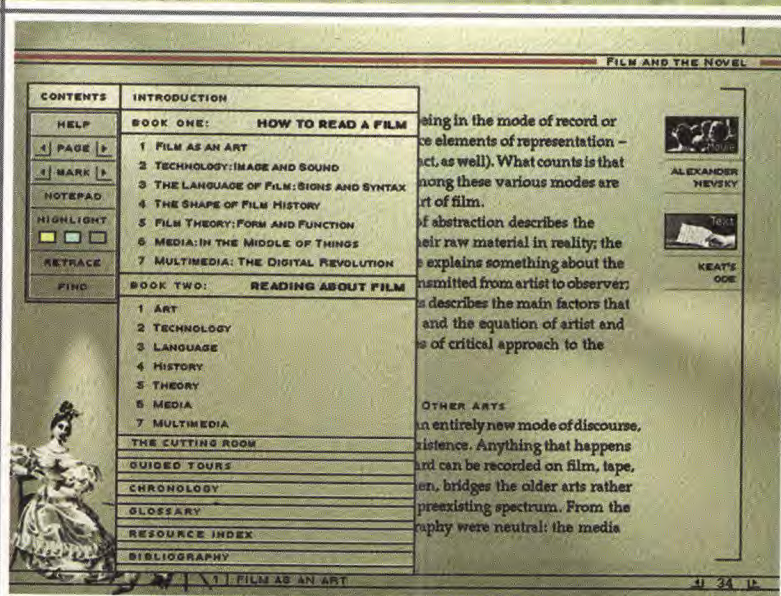 FILM AND THE NOVEL
CONTENTS
HELP
PAGE
MARK
NOTEPAD
HIGHLIGHT
RETRACE
FIND
INTRODUCTION
BOOK ONE: HOW TO READ A FILM
1 FILM AS AN ART
2 TECHNOLOGY: IMAGE AND SOUND
3 THE LANGUAGE OF FILM: SIGNS AND SYNTAX
4 THE SHAPE OF FILM HISTORY
5 FILM THEORY: FORM AND FUNCTION
6 MEDIA: IN THE MIDDLE OF THINGS
7 MULTIMEDIA: THE DIGITAL REVOLUTION
BOOK TWO: READING ABOUT FILM
1 ART
2 TECHNOLOGY
3 LANGUAGE
4 HISTORY
5 THEORY
6 MEDIA
7 MULTIMEDIA
THE CUTTING ROOM
GUIDED TOURS
CHRONOLOGY
GLOSSARY
RESOURCE INDEX
BIBLIOGRAPHY
eing in the mode of record or
ce elements of representation –
act, as well). What counts is that
mong these various modes are
rt of film.
of abstraction describes the
eir raw material in reality; the
e explains something about the
nsmitted from artist to observer;
s describes the main factors that
and the equation of artist and
s of critical approach to the
OTHER ARTS
n entirely new mode of discourse,
xistence. Anything that happens
ard can be recorded on film, tape,
en, bridges the older arts rather
preexisting spectrum. From the
raphy were neutral: the media
Movie
ALEXANDER
NEVSKY
Text
KEAT'S
ODE
1 FILM AS AN ART
34